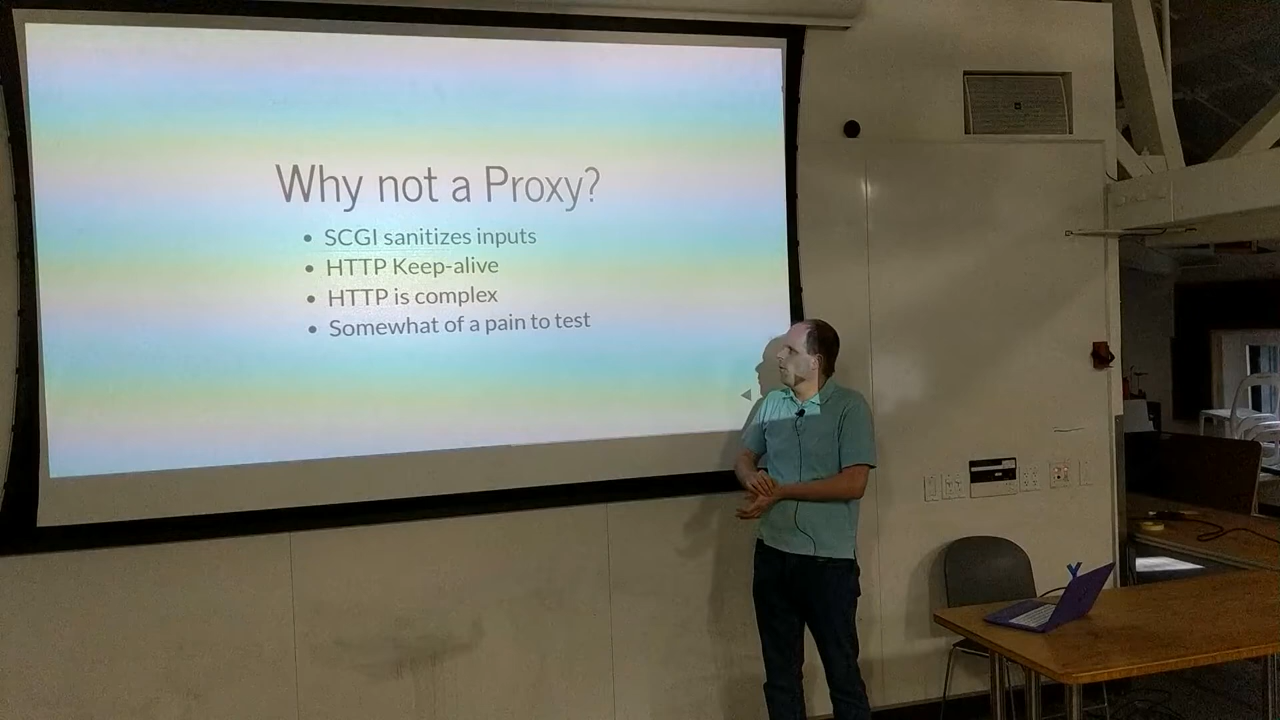 Why not a Proxy?
• SCGI sanitizes inputs
• HTTP Keep-alive
• HTTP is complex
• Somewhat of a pain to test